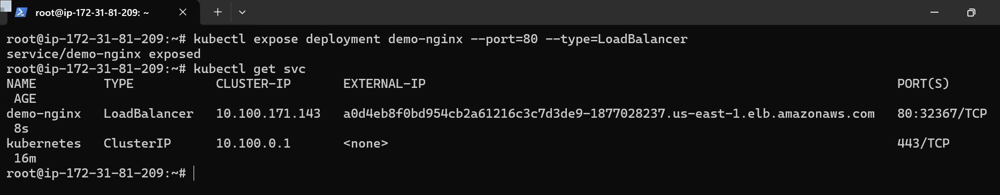 root@ip-172-31-81-209: ~
root@ip-172-31-81-209:~# kubectl expose deployment demo-nginx --port=80 --type=LoadBalancer
service/demo-nginx exposed
root@ip-172-31-81-209:~# kubectl get svc
NAME TYPE CLUSTER-IP EXTERNAL-IP PORT(S)
AGE
demo-nginx LoadBalancer 10.100.171.143 a0d4eb8f0bd954cb2a61216c3c7d3de9-1877028237.us-east-1.elb.amazonaws.com 80:32367/TCP
8s
kubernetes ClusterIP 10.100.0.1 <none> 443/TCP
16m
root@ip-172-31-81-209:~#